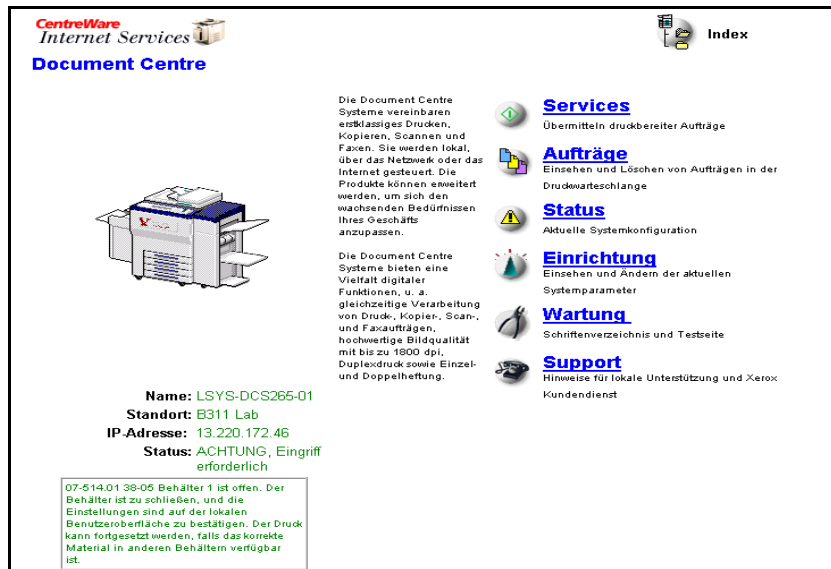 CentreWare
Internet Services
Index
Document Centre
Die Document Centre
Systeme vereinbaren
erstklassiges Drucken,
Kopieren, Scannen und
Faxen. Sie werden lokal,
über das Netzwerk oder das
Internet gesteuert. Die
Produkte können erweitert
werden, um sich den
wachsenden Bedürfnissen
Ihres Geschäfts
anzupassen.
Die Document Centre
Systeme bieten eine
Vielfalt digitaler
Funktionen, u. a.
gleichzeitige Verarbeitung
von Druck-, Kopier-, Scan-,
und Faxaufträgen,
hochwertige Bildqualität
mit bis zu 1800 dpi,
Duplexdruck sowie Einzel-
und Doppelheftung.
Services
Übermitteln druckbereiter Aufträge
Aufträge
Einsehen und Löschen von Aufträgen in der
Druckwarteschlange
Status
Aktuelle Systemkonfiguration
Einrichtung
Einsehen und Ändern der aktuellen
Systemparameter
Wartung
Schriftenverzeichnis und Testseite
Support
Hinweise für lokale Unterstützung und Xerox
Kundendienst
Name: LSYS-DCS265-01
Standort: B311 Lab
IP-Adresse: 13.220.172.46
Status: ACHTUNG, Eingriff
erforderlich
07-514.01 38-05 Behälter 1 ist offen. Der
Behälter ist zu schließen, und die
Einstellungen sind auf der lokalen
Benutzeroberfläche zu bestätigen. Der Druck
kann fortgesetzt werden, falls das korrekte
Material in anderen Behältern verfügbar
ist.